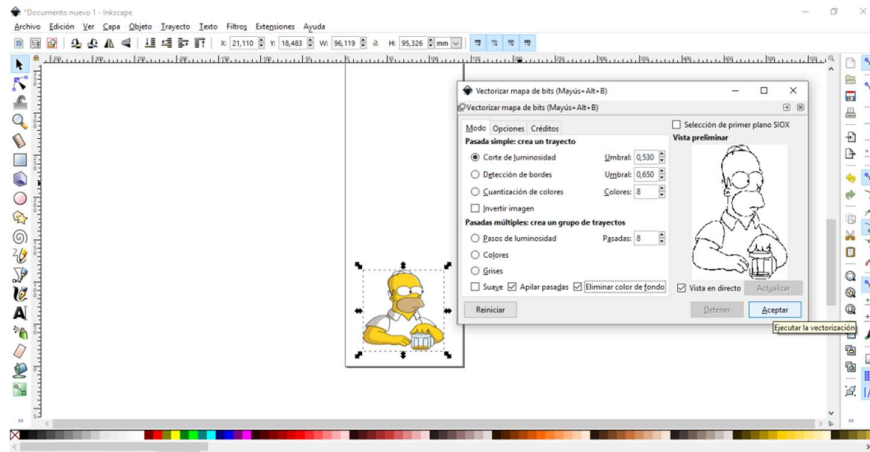 *Documento nuevo 1 - Inkscape
Archivo Edición Ver Capa Objeto Trayecto Texto Filtros Extensiones Ayuda
X: 21,110 Y: 18,483 W: 96,119 H: 95,326 mm
Vectorizar mapa de bits (Mayús+Alt+B)
Vectorizar mapa de bits (Mayús+Alt+B)
Modo Opciones Créditos
Selección de primer plano SIOX
Pasada simple: crea un trayecto
Vista preliminar
Corte de luminosidad Umbral: 0,530
Detección de bordes Umbral: 0,650
Cuantización de colores Colores: 8
Invertir imagen
Pasadas múltiples: crea un grupo de trayectos
Pasos de luminosidad Pasadas: 8
Colores
Grises
Suave Apilar pasadas Eliminar color de fondo
Vista en directo Actualizar
Reiniciar Detener Aceptar
Ejecutar la vectorización